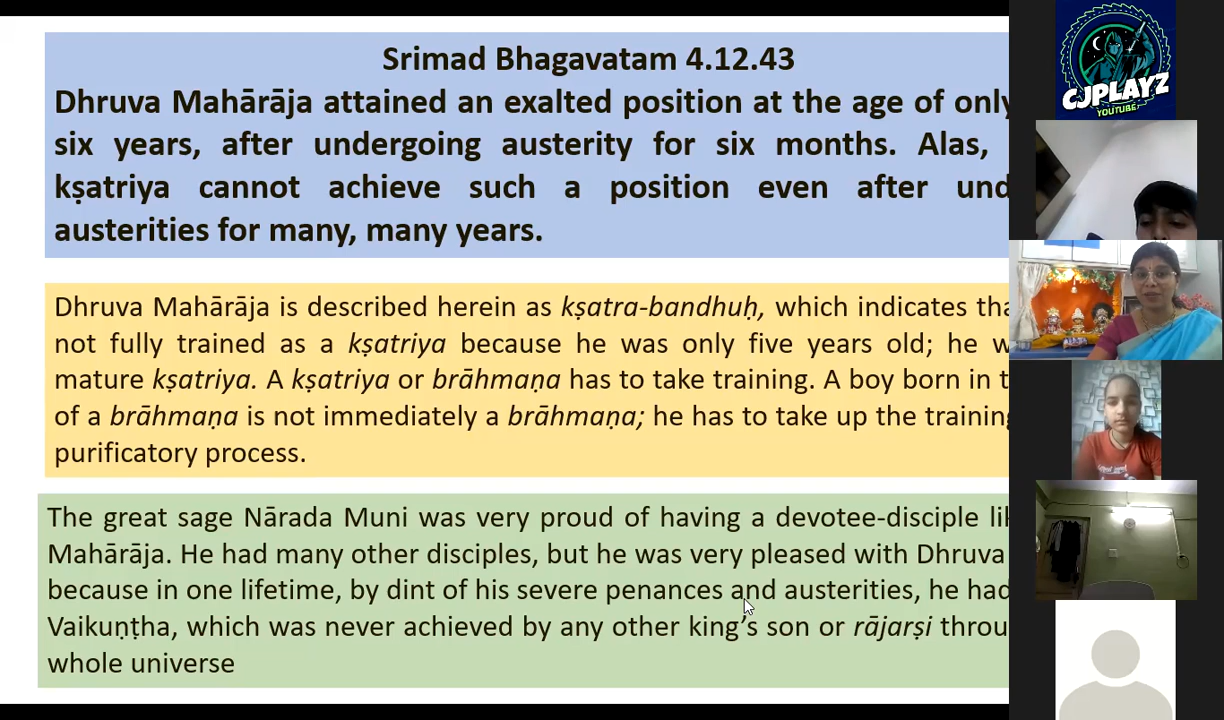 Srimad Bhagavatam 4.12.43
Dhruva Mahārāja attained an exalted position at the age of only
six years, after undergoing austerity for six months. Alas,
kṣatriya cannot achieve such a position even after und
austerities for many, many years.
Dhruva Mahārāja is described herein as kṣatra-bandhuḥ, which indicates tha
not fully trained as a kṣatriya because he was only five years old; he w
mature kṣatriya. A kṣatriya or brāhmaṇa has to take training. A boy born in t
of a brāhmaṇa is not immediately a brāhmaṇa; he has to take up the training
purificatory process.
The great sage Nārada Muni was very proud of having a devotee-disciple lik
Mahārāja. He had many other disciples, but he was very pleased with Dhruva
because in one lifetime, by dint of his severe penances and austerities, he had
Vaikuṇṭha, which was never achieved by any other king's son or rājarṣi throu
whole universe
CJPLAYZ
YOUTUBE